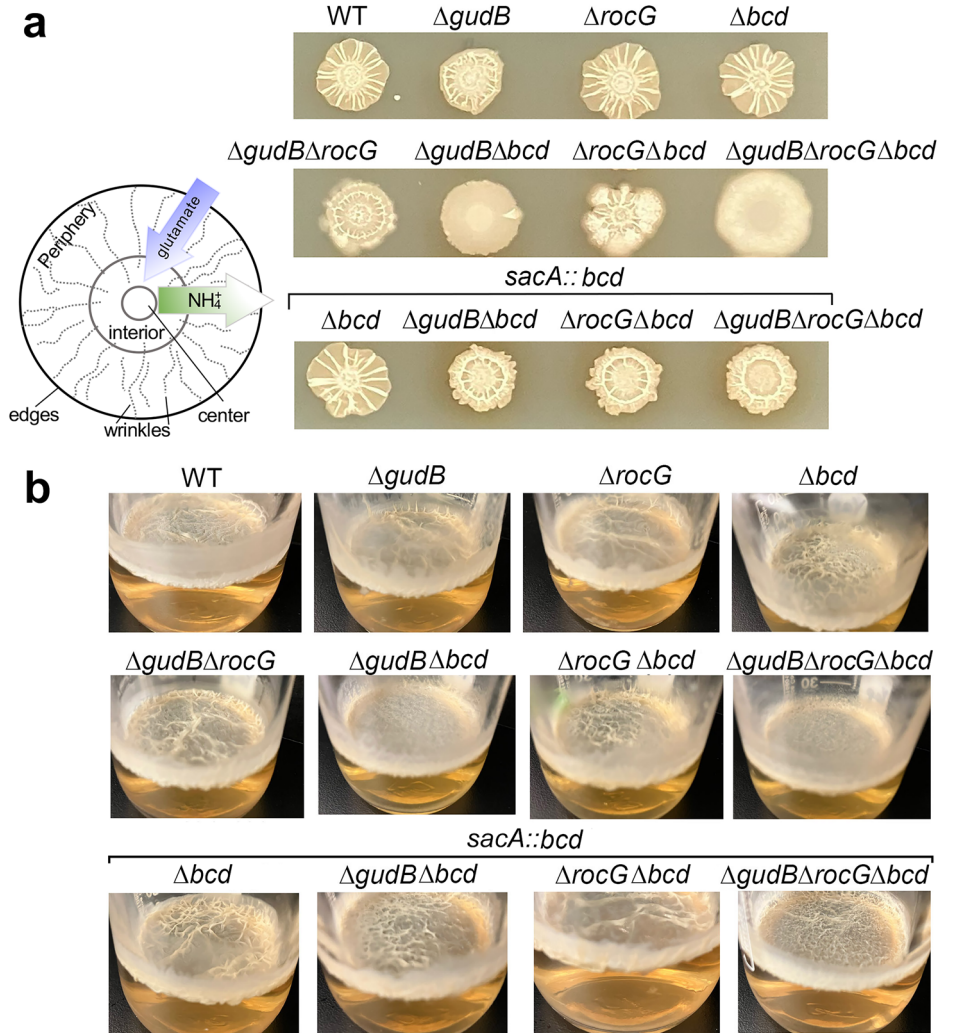 a
WT ΔgudB ΔrocG Δbcd
ΔgudBΔrocG ΔgudBΔbcd ΔrocGΔbcd ΔgudBΔrocGΔbcd
Periphery
glutamate
NH₄⁺
interior
edges
wrinkles
center
sacA::bcd
Δbcd ΔgudBΔbcd ΔrocGΔbcd ΔgudBΔrocGΔbcd
b
WT ΔgudB ΔrocG Δbcd
ΔgudBΔrocG ΔgudBΔbcd ΔrocG Δbcd ΔgudBΔrocGΔbcd
30
sacA::bcd
Δbcd ΔgudBΔbcd ΔrocGΔbcd ΔgudBΔrocGΔbcd